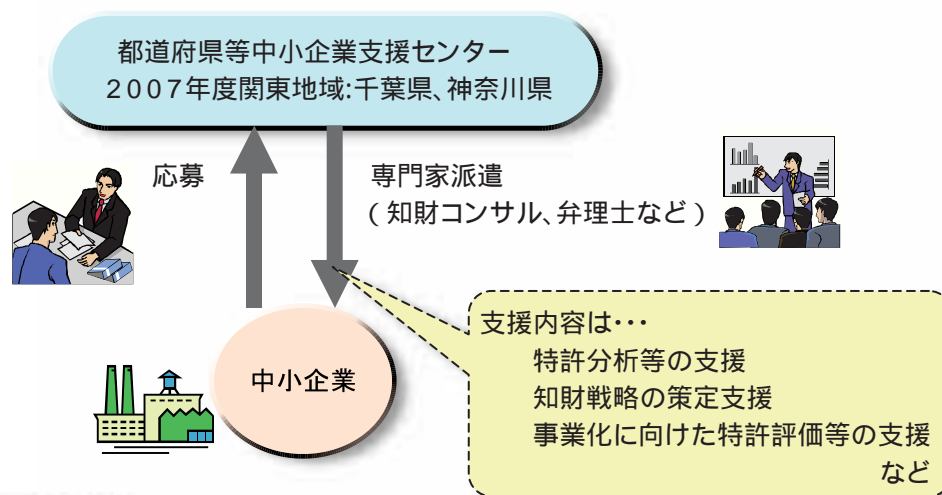 都道府県等中小企業支援センター
2007年度関東地域:千葉県、神奈川県
応募
専門家派遣
(知財コンサル、弁理士など)
支援内容は・・・
特許分析等の支援
知財戦略の策定支援
事業化に向けた特許評価等の支援
など
中小企業